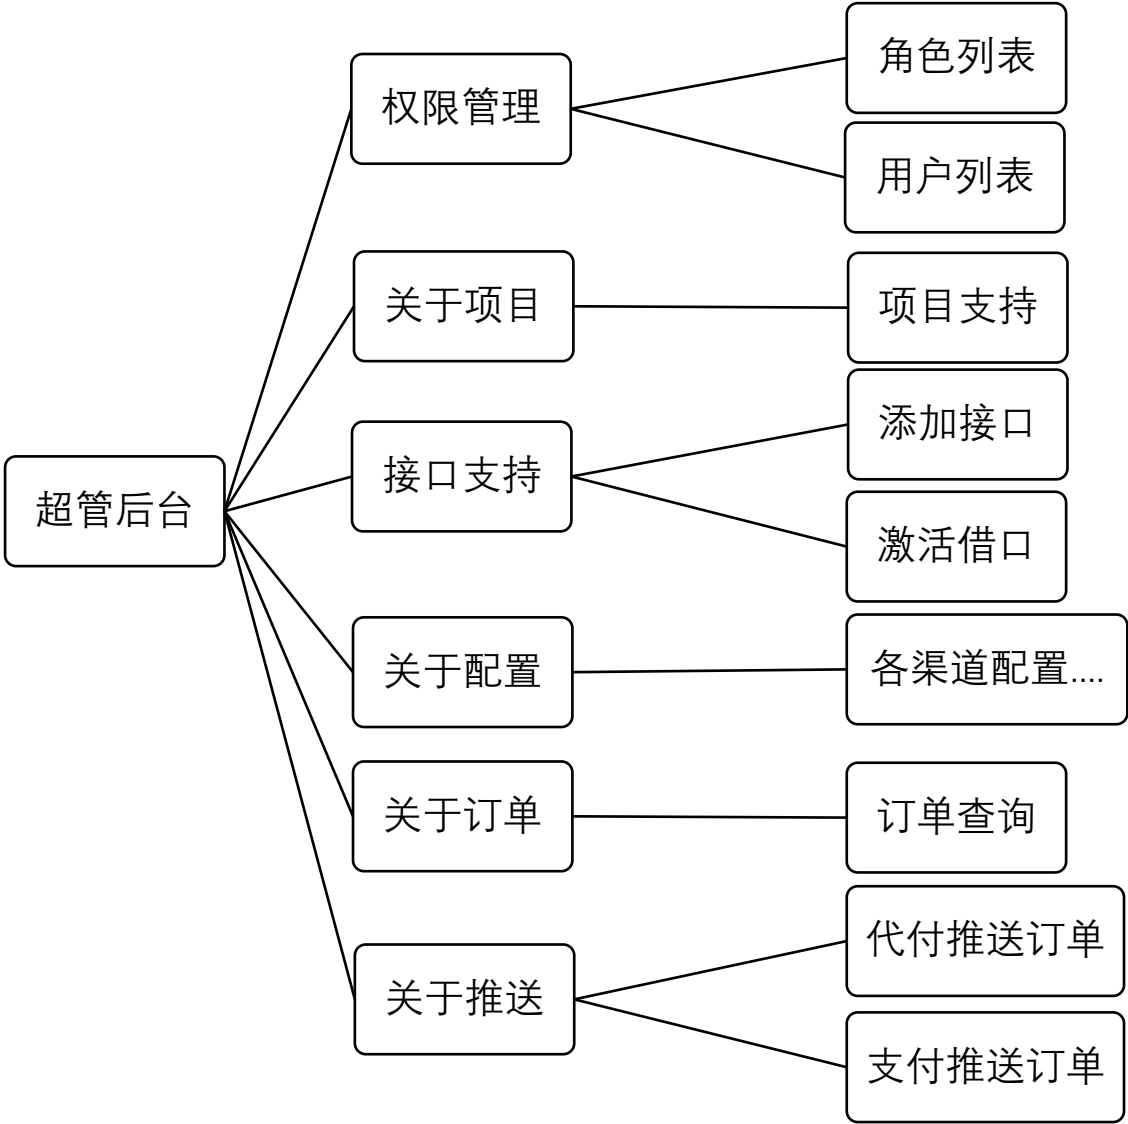 超管后台
权限管理
角色列表
用户列表
关于项目
项目支持
接口支持
添加接口
激活借口
关于配置
各渠道配置....
关于订单
订单查询
关于推送
代付推送订单
支付推送订单